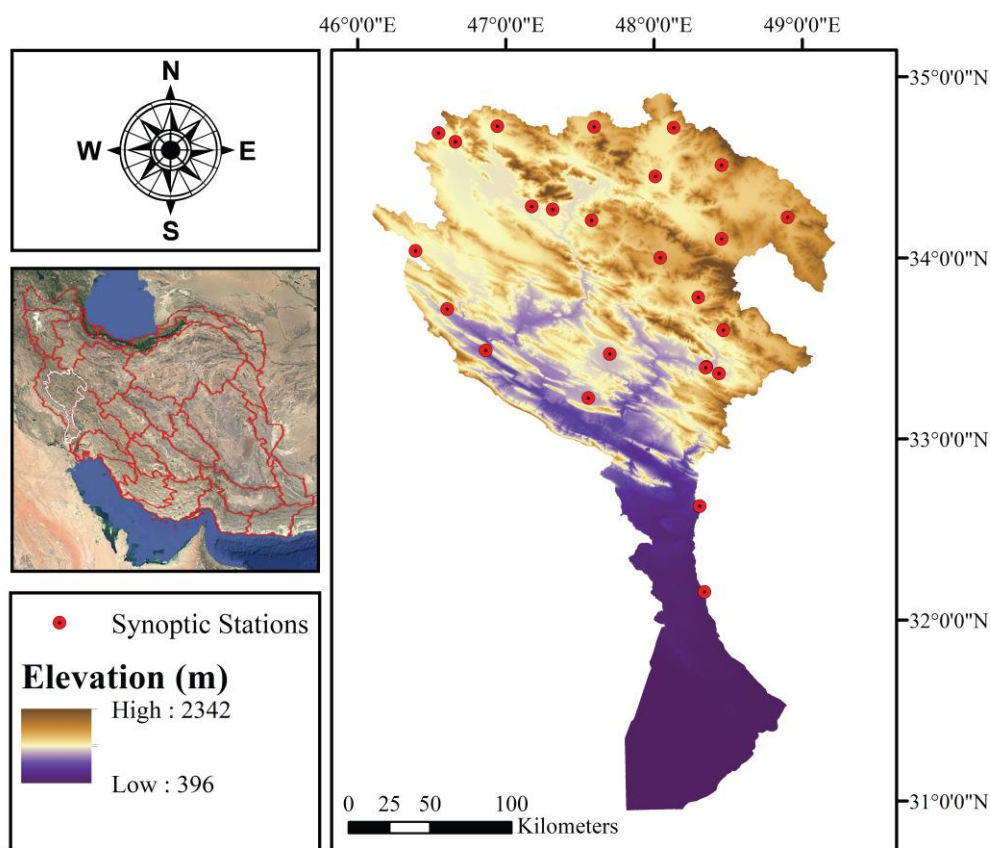 46°0'0"E 47°0'0"E 48°0'0"E 49°0'0"E
N
W E
S
35°0'0"N
34°0'0"N
33°0'0"N
32°0'0"N
31°0'0"N
Synoptic Stations
Elevation (m)
High : 2342
Low : 396
0 25 50 100
Kilometers